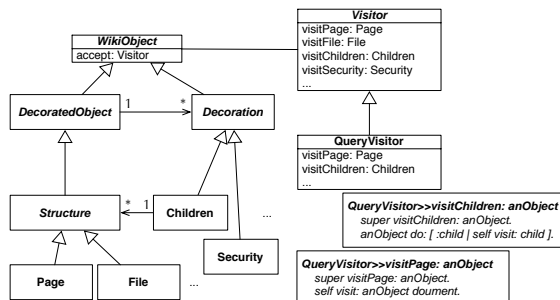 Visitor
visitPage: Page
visitFile: File
visitChildren: Children
visitSecurity: Security
...
WikiObject
accept: Visitor
DecoratedObject
1
*
Decoration
QueryVisitor
visitPage: Page
visitChildren: Children
...
Structure
*
1
Children
...
Security
Page
File
...
QueryVisitor>>visitChildren: anObject
super visitChildren: anObject.
anObject do: [ :child | self visit: child ].
QueryVisitor>>visitPage: anObject
super visitPage: anObject.
self visit: anObject doument.